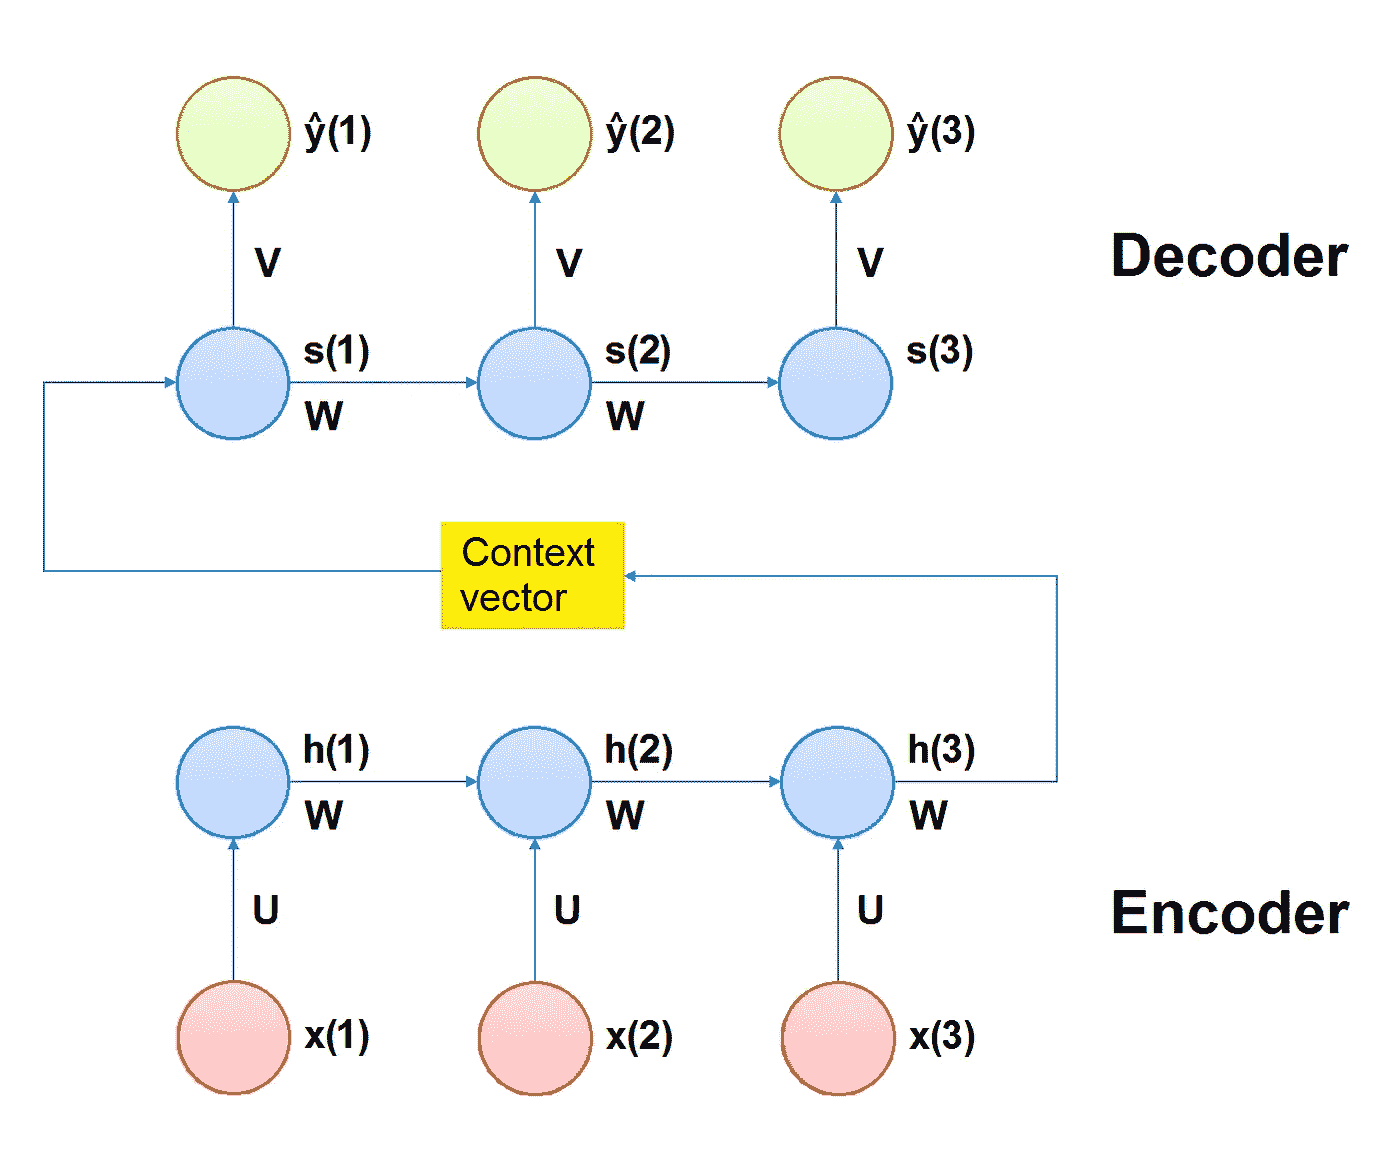 ŷ(1)
ŷ(2)
ŷ(3)
V
V
V
Decoder
s(1)
s(2)
s(3)
W
W
Context
vector
h(1)
h(2)
h(3)
W
W
W
U
U
U
Encoder
x(1)
x(2)
x(3)